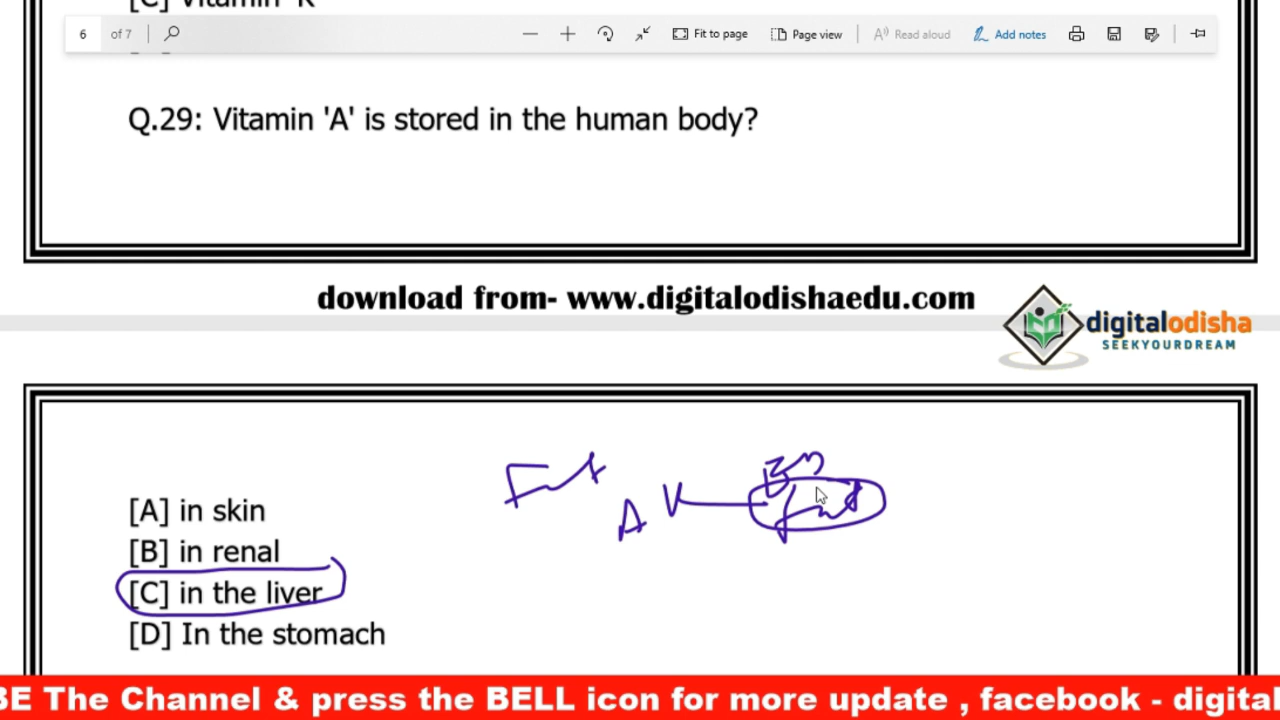 [C] Vitamin 'K'
6 of 7 Fit to page Page view Read aloud Add notes
Q.29: Vitamin 'A' is stored in the human body?
download from- www.digitalodishaedu.com
digitalodisha
SEEKYOURDREAM
A K
[A] in skin
[B] in renal
[C] in the liver
[D] In the stomach
BE The Channel & press the BELL icon for more update , facebook - digital